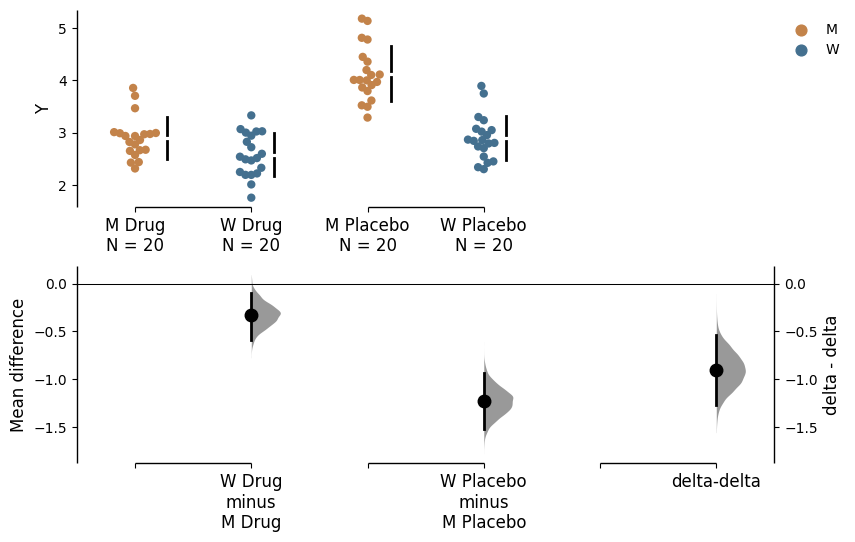 M
W
Y
5
4
3
2
M Drug
N = 20
W Drug
N = 20
M Placebo
N = 20
W Placebo
N = 20
Mean difference
0.0
−0.5
−1.0
−1.5
0.0
−0.5
−1.0
−1.5
delta - delta
W Drug
minus
M Drug
W Placebo
minus
M Placebo
delta-delta